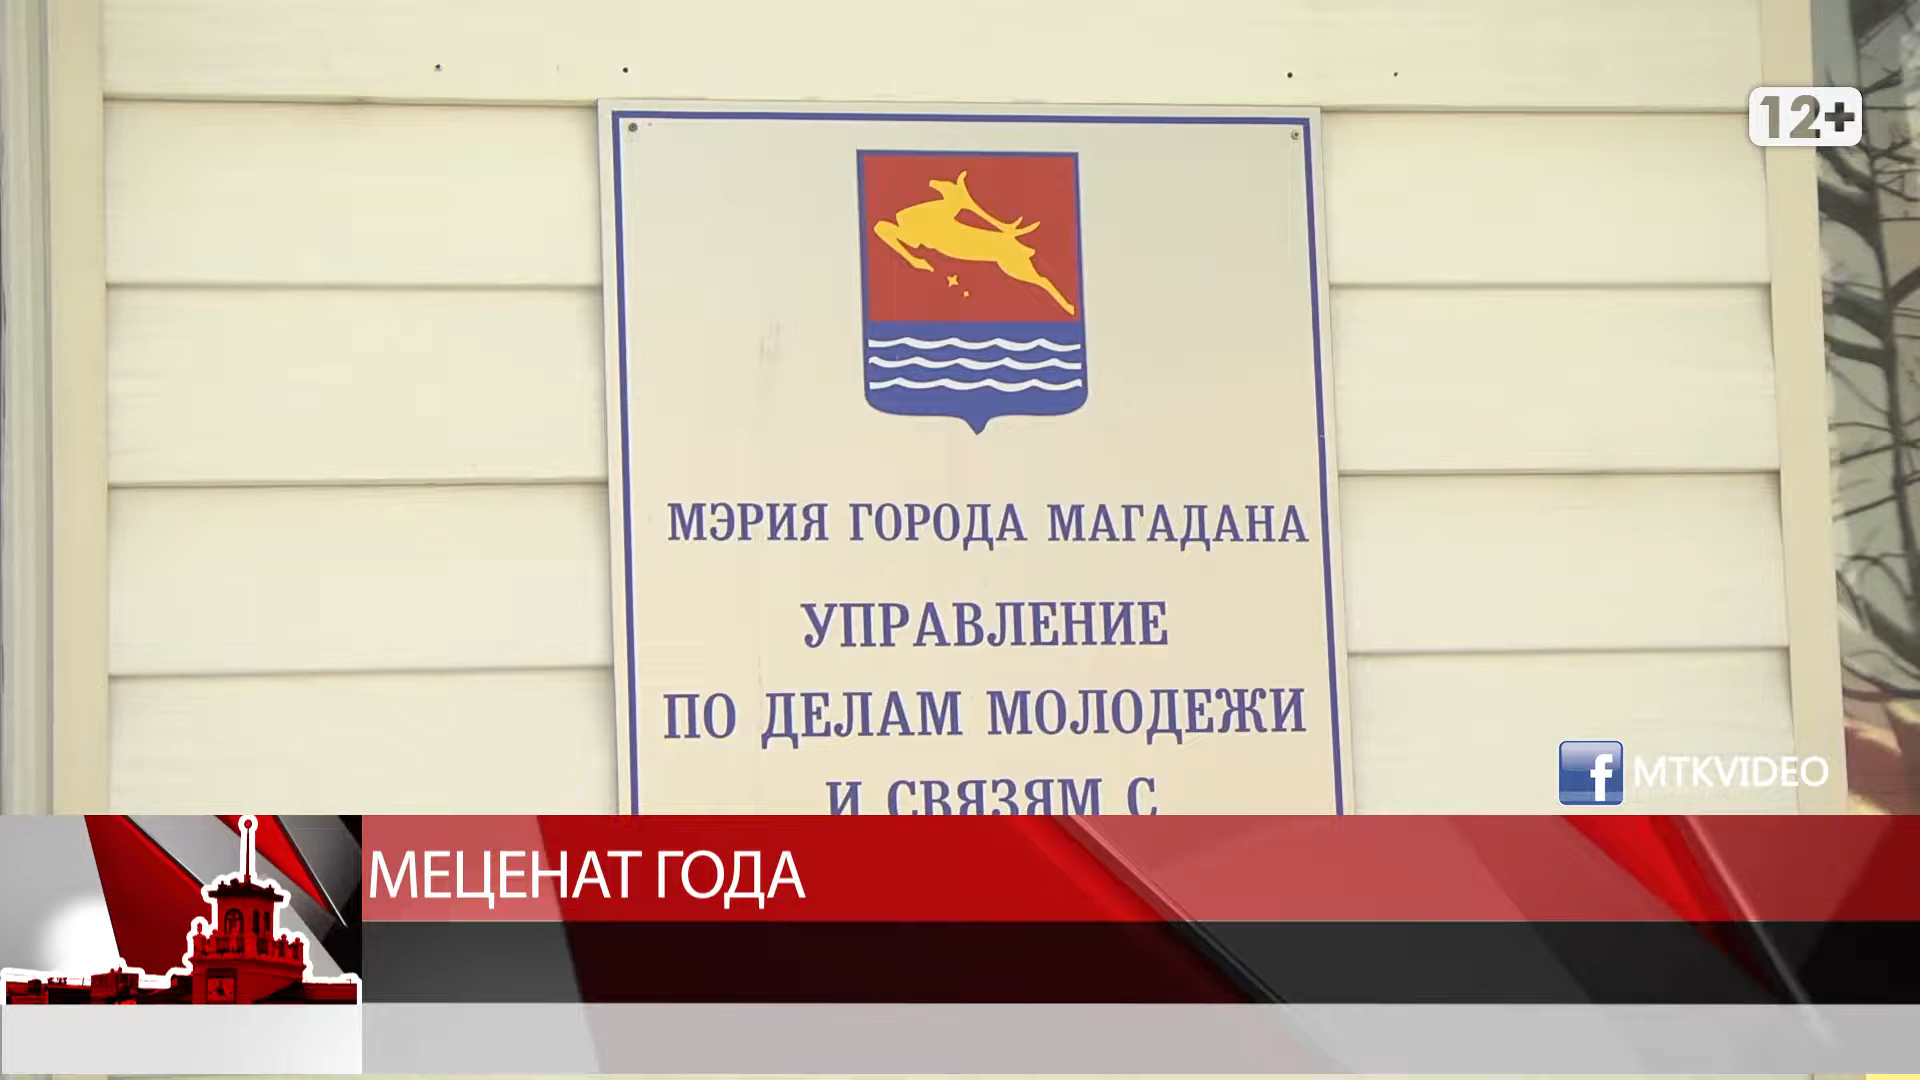 12+
МЭРИЯ ГОРОДА МАГАДАНА
УПРАВЛЕНИЕ
ПО ДЕЛАМ МОЛОДЕЖИ
И СВЯЗЯМ С
MTKVIDEO
МЕЦЕНАТ ГОДА